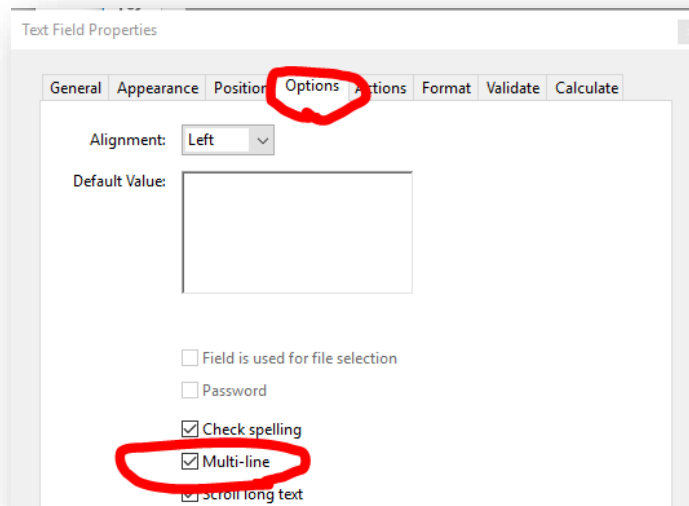 Text Field Properties
General Appearance Position Options Actions Format Validate Calculate
Alignment: Left
Default Value:
Field is used for file selection
Password
Check spelling
Multi-line
Scroll long text